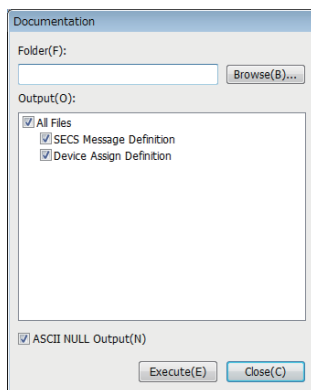 Documentation
Folder(F):
Browse(B)...
Output(O):
All Files
SECS Message Definition
Device Assign Definition
ASCII NULL Output(N)
Execute(E) Close(C)